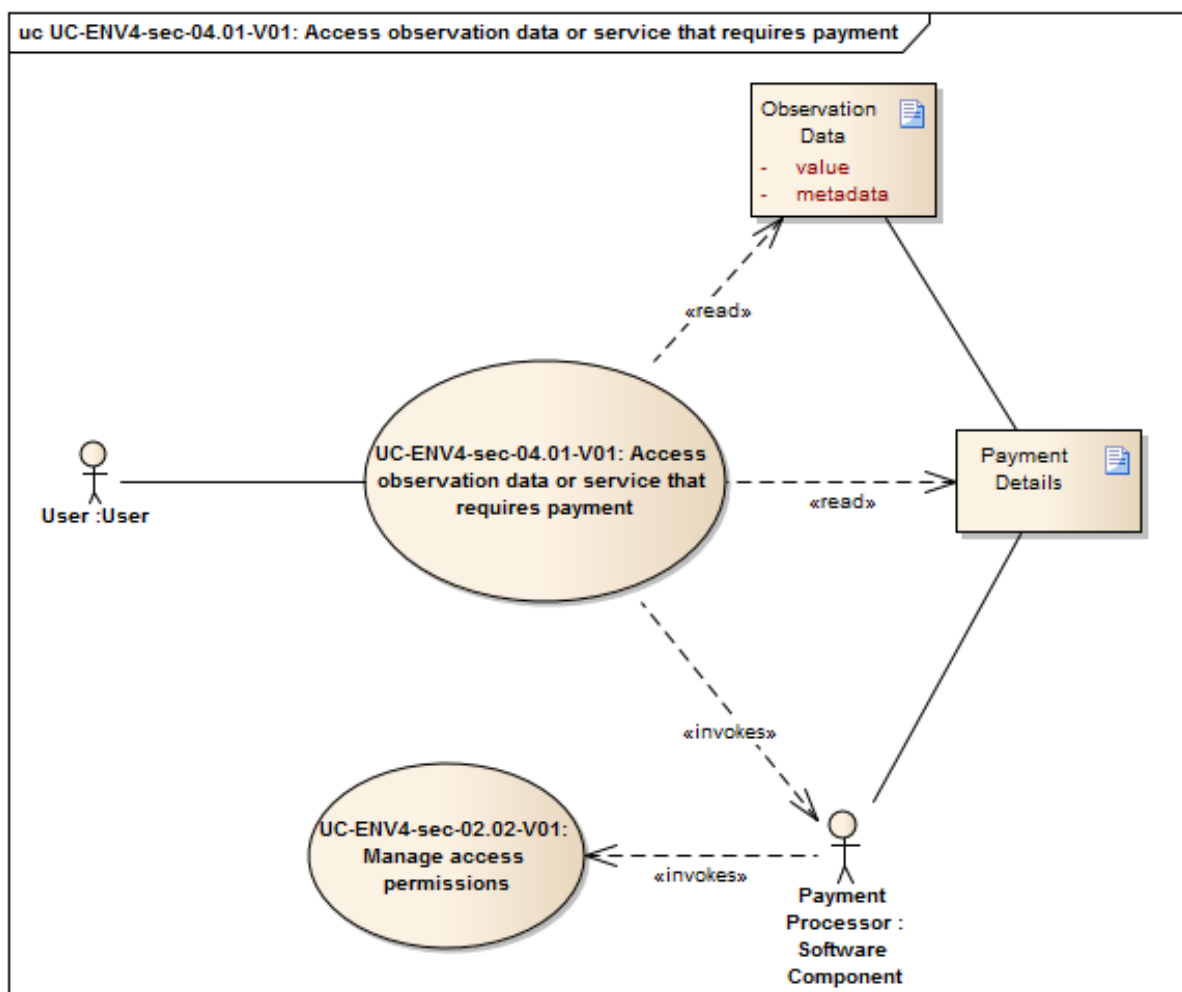 uc UC-ENV4-sec-04.01-V01: Access observation data or service that requires payment
Observation
Data
- value
- metadata
«read»
UC-ENV4-sec-04.01-V01: Access
observation data or service that
requires payment
Payment
Details
«read»
User :User
«invokes»
UC-ENV4-sec-02.02-V01:
Manage access
permissions
«invokes»
Payment
Processor :
Software
Component